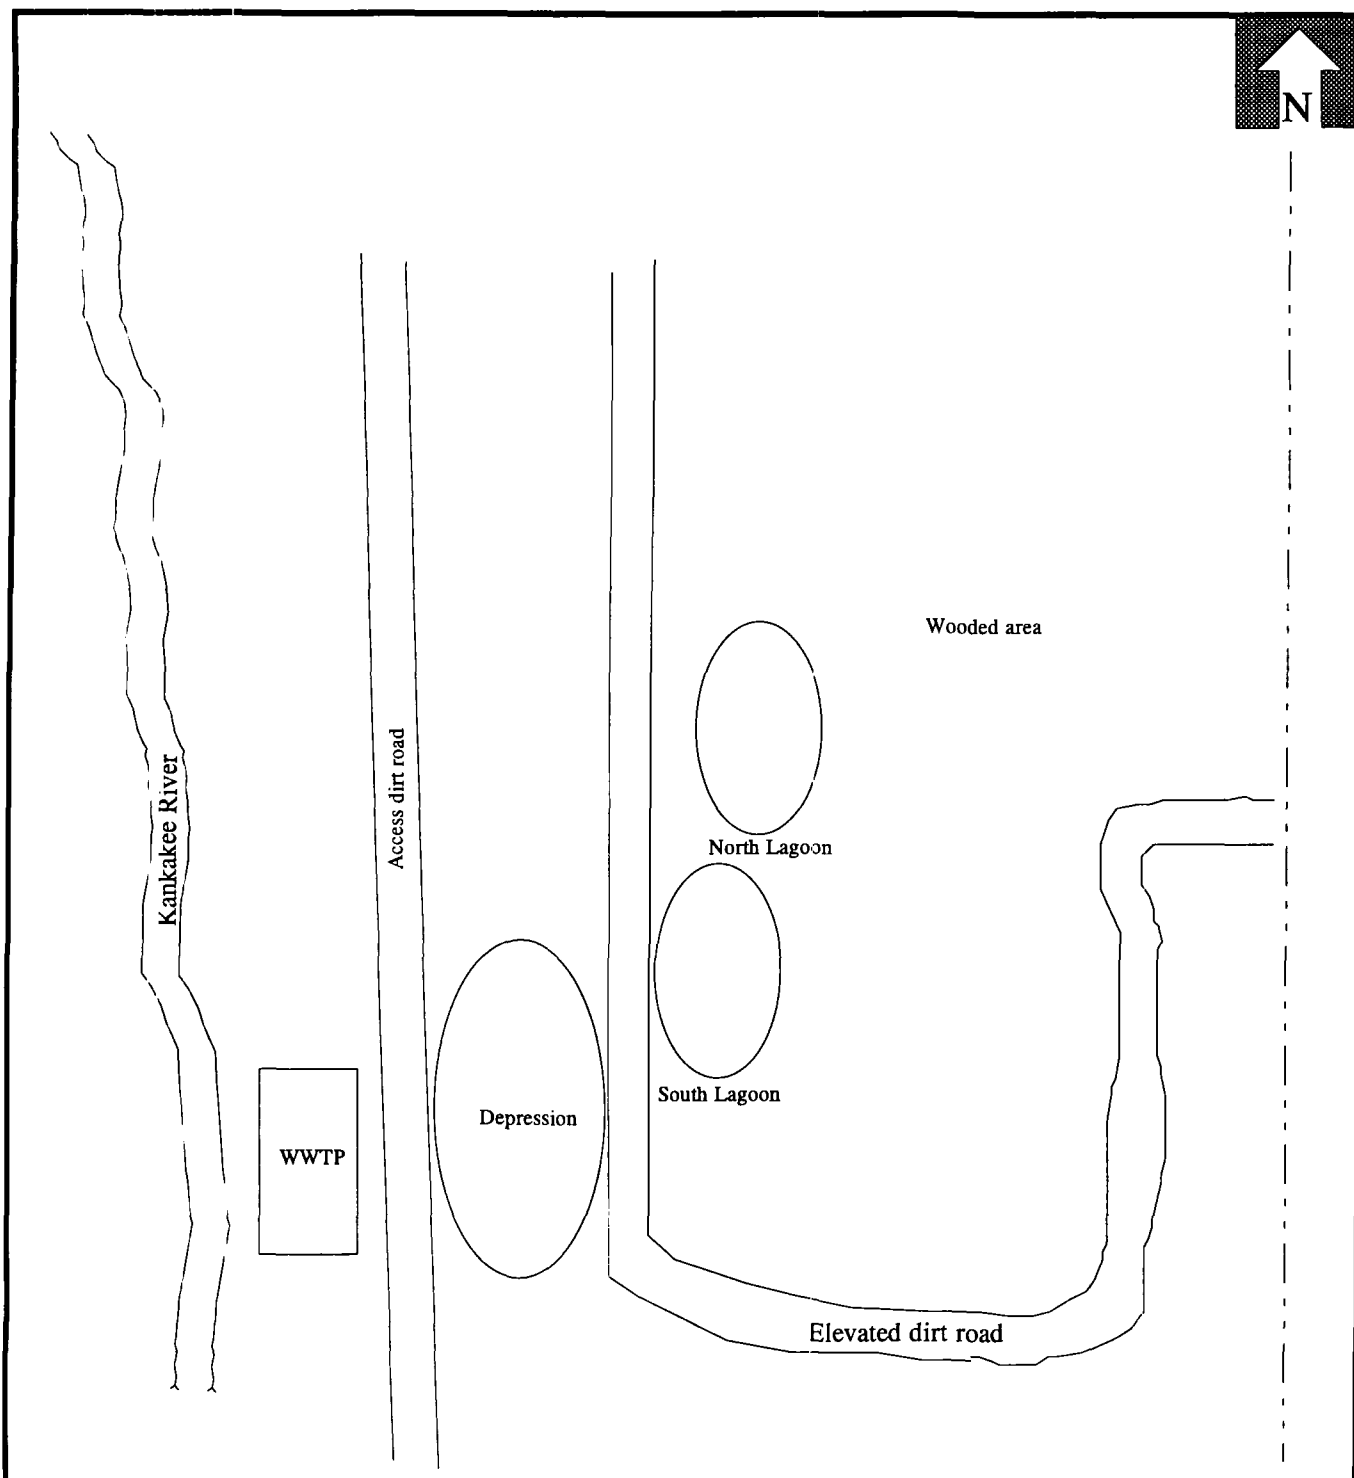 N
Wooded area
Kankakee River
Access dirt road
North Lagoon
South Lagoon
Depression
WWTP
Elevated dirt road